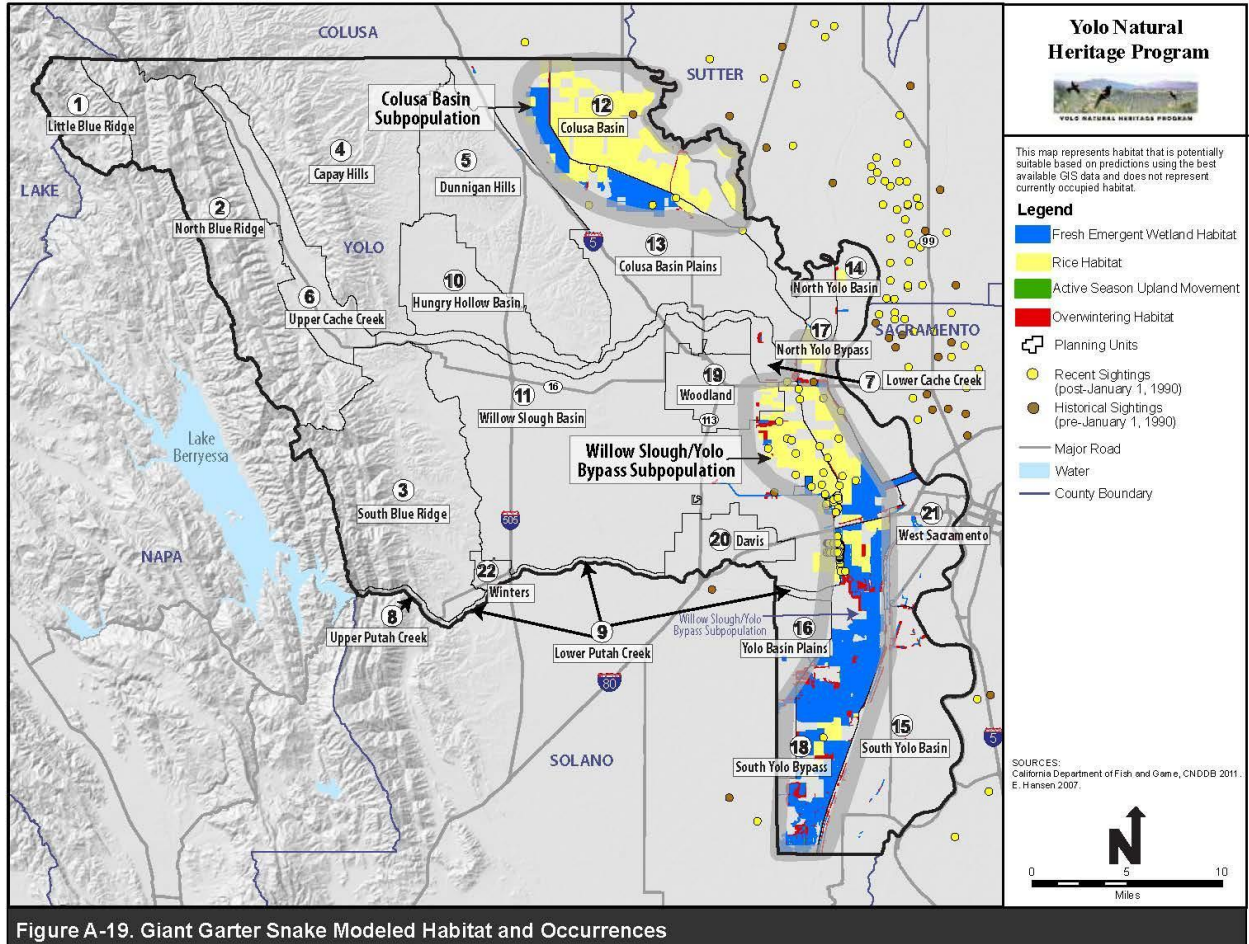 COLUSA
SUTTER
LAKE
YOLO
SACRAMENTO
NAPA
SOLANO
Colusa Basin
Subpopulation
1
Little Blue Ridge
12
Colusa Basin
4
Capay Hills
5
Dunnigan Hills
2
North Blue Ridge
5
13
Colusa Basin Plains
99
14
North Yolo Basin
10
Hungry Hollow Basin
6
Upper Cache Creek
17
North Yolo Bypass
7
Lower Cache Creek
16
19
Woodland
11
Willow Slough Basin
113
Willow Slough/Yolo
Bypass Subpopulation
Lake
Berryessa
3
South Blue Ridge
505
21
West Sacramento
20
Davis
22
Winters
8
Upper Putah Creek
9
Lower Putah Creek
Willow Slough/Yolo
Bypass Subpopulation
16
Yolo Basin Plains
80
15
South Yolo Basin
18
South Yolo Bypass
5
Yolo Natural
Heritage Program
YOLO NATURAL HERITAGE PROGRAM
This map represents habitat that is potentially
suitable based on predictions using the best
available GIS data and does not represent
currently occupied habitat.
Legend
Fresh Emergent Wetland Habitat
Rice Habitat
Active Season Upland Movement
Overwintering Habitat
Planning Units
Recent Sightings
(post-January 1, 1990)
Historical Sightings
(pre-January 1, 1990)
Major Road
Water
County Boundary
SOURCES:
California Department of Fish and Game, CNDDB 2011.
E. Hansen 2007.
N
0 5 10
Miles
Figure A-19. Giant Garter Snake Modeled Habitat and Occurrences